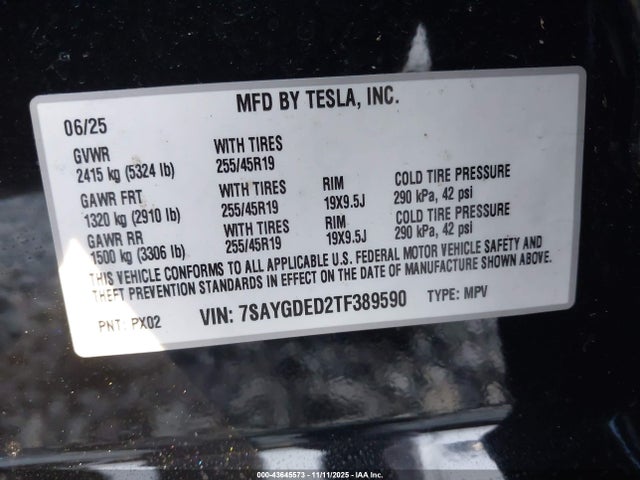 MFD BY TESLA, INC.
06/25
GVWR WITH TIRES
2415 kg (5324 lb) 255/45R19
GAWR FRT WITH TIRES RIM COLD TIRE PRESSURE
1320 kg (2910 lb) 255/45R19 19X9.5J 290 kPa, 42 psi
GAWR RR WITH TIRES RIM COLD TIRE PRESSURE
1500 kg (3306 lb) 255/45R19 19X9.5J 290 kPa, 42 psi
THIS VEHICLE CONFORMS TO ALL APPLICABLE U.S. FEDERAL MOTOR VEHICLE SAFETY AND
THEFT PREVENTION STANDARDS IN EFFECT ON THE DATE OF MANUFACTURE SHOWN ABOVE.
PNT: PX02 VIN: 7SAYGDED2TF389590 TYPE: MPV
000-43645573 - 11/11/2025 - IAA Inc.